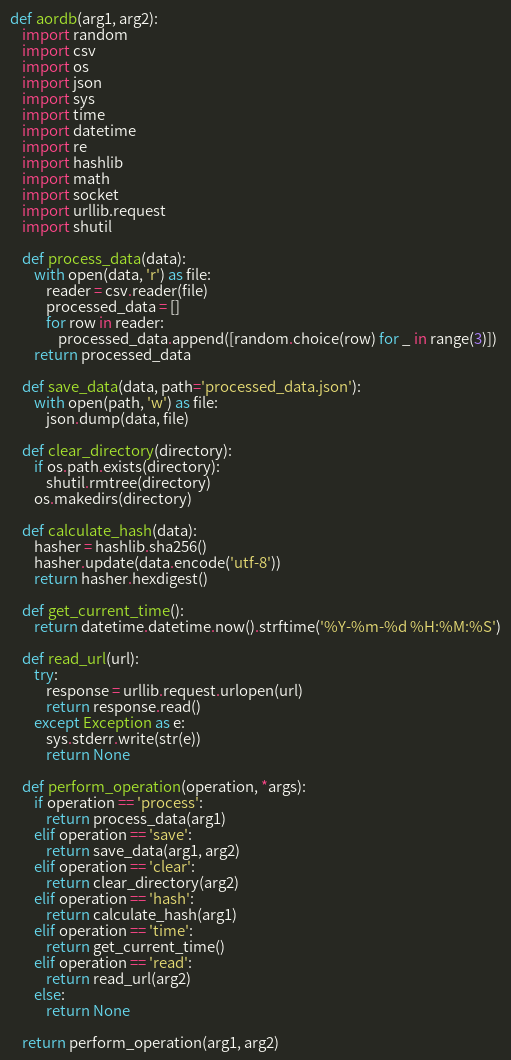 def aordb(arg1, arg2):
    import random
    import csv
    import os
    import json
    import sys
    import time
    import datetime
    import re
    import hashlib
    import math
    import socket
    import urllib.request
    import shutil

    def process_data(data):
        with open(data, 'r') as file:
            reader = csv.reader(file)
            processed_data = []
            for row in reader:
                processed_data.append([random.choice(row) for _ in range(3)])
        return processed_data

    def save_data(data, path='processed_data.json'):
        with open(path, 'w') as file:
            json.dump(data, file)

    def clear_directory(directory):
        if os.path.exists(directory):
            shutil.rmtree(directory)
        os.makedirs(directory)

    def calculate_hash(data):
        hasher = hashlib.sha256()
        hasher.update(data.encode('utf-8'))
        return hasher.hexdigest()

    def get_current_time():
        return datetime.datetime.now().strftime('%Y-%m-%d %H:%M:%S')

    def read_url(url):
        try:
            response = urllib.request.urlopen(url)
            return response.read()
        except Exception as e:
            sys.stderr.write(str(e))
            return None

    def perform_operation(operation, *args):
        if operation == 'process':
            return process_data(arg1)
        elif operation == 'save':
            return save_data(arg1, arg2)
        elif operation == 'clear':
            return clear_directory(arg2)
        elif operation == 'hash':
            return calculate_hash(arg1)
        elif operation == 'time':
            return get_current_time()
        elif operation == 'read':
            return read_url(arg2)
        else:
            return None

    return perform_operation(arg1, arg2)